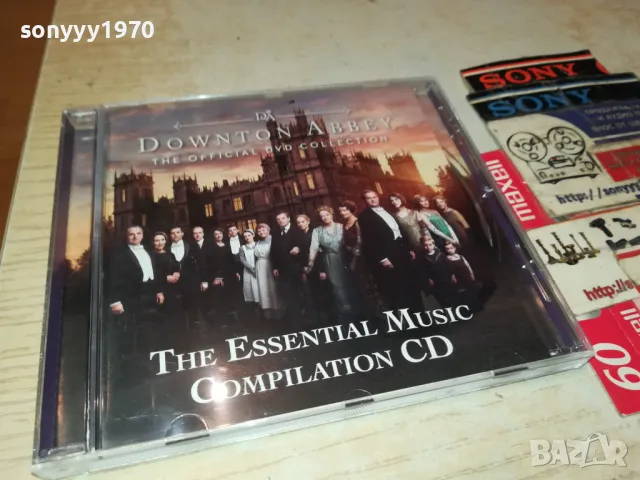 sonyyy1970
DA
DOWNTON ABBEY
THE OFFICIAL DVD COLLECTION
THE ESSENTIAL MUSIC
COMPILATION CD
SONY
SONY
maxell
http://sonyy
http://s
60
BAZAR